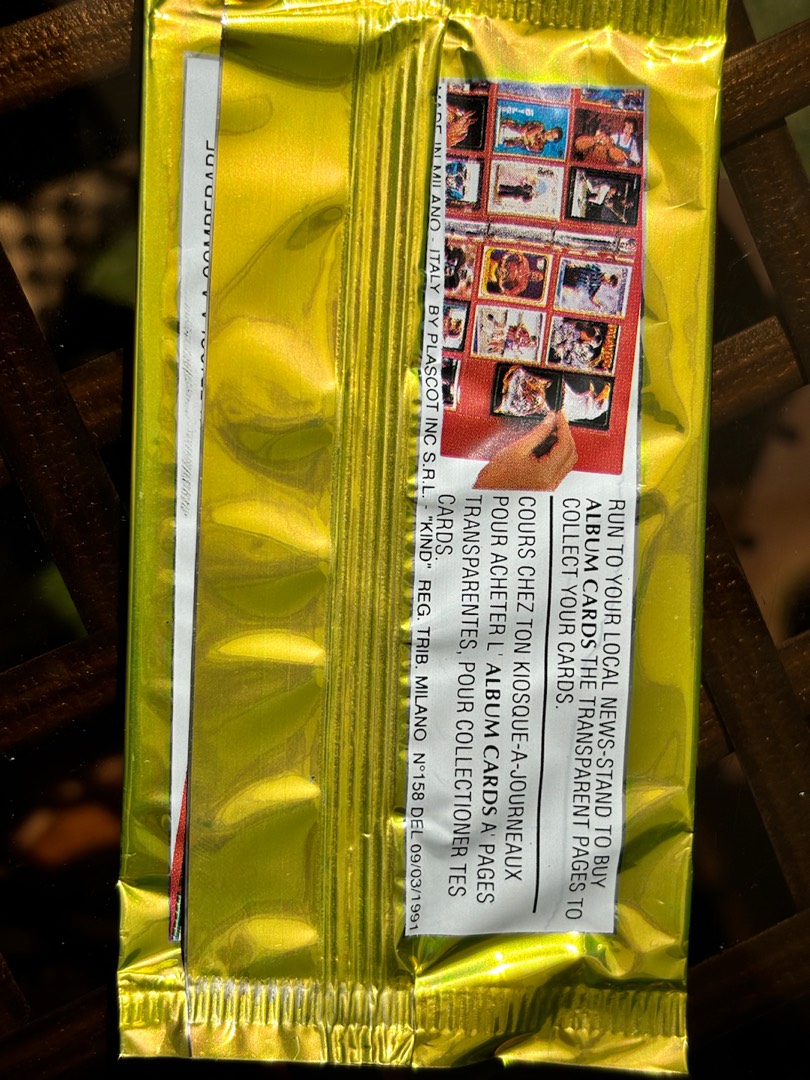 RUN TO YOUR LOCAL NEWS-STAND TO BUY
ALBUM CARDS THE TRANSPARENT PAGES TO
COLLECT YOUR CARDS.
COURS CHEZ TON KIOSQUE-A-JOURNEAUX
POUR ACHETER L' ALBUM CARDS A' PAGES
TRANSPARENTES, POUR COLLECTIONER TES
CARDS.
MADE IN MILANO - ITALY BY PLASCOT INC S.R.L. - "KIND" REG. TRIB. MILANO N°158 DEL 09/03/1991